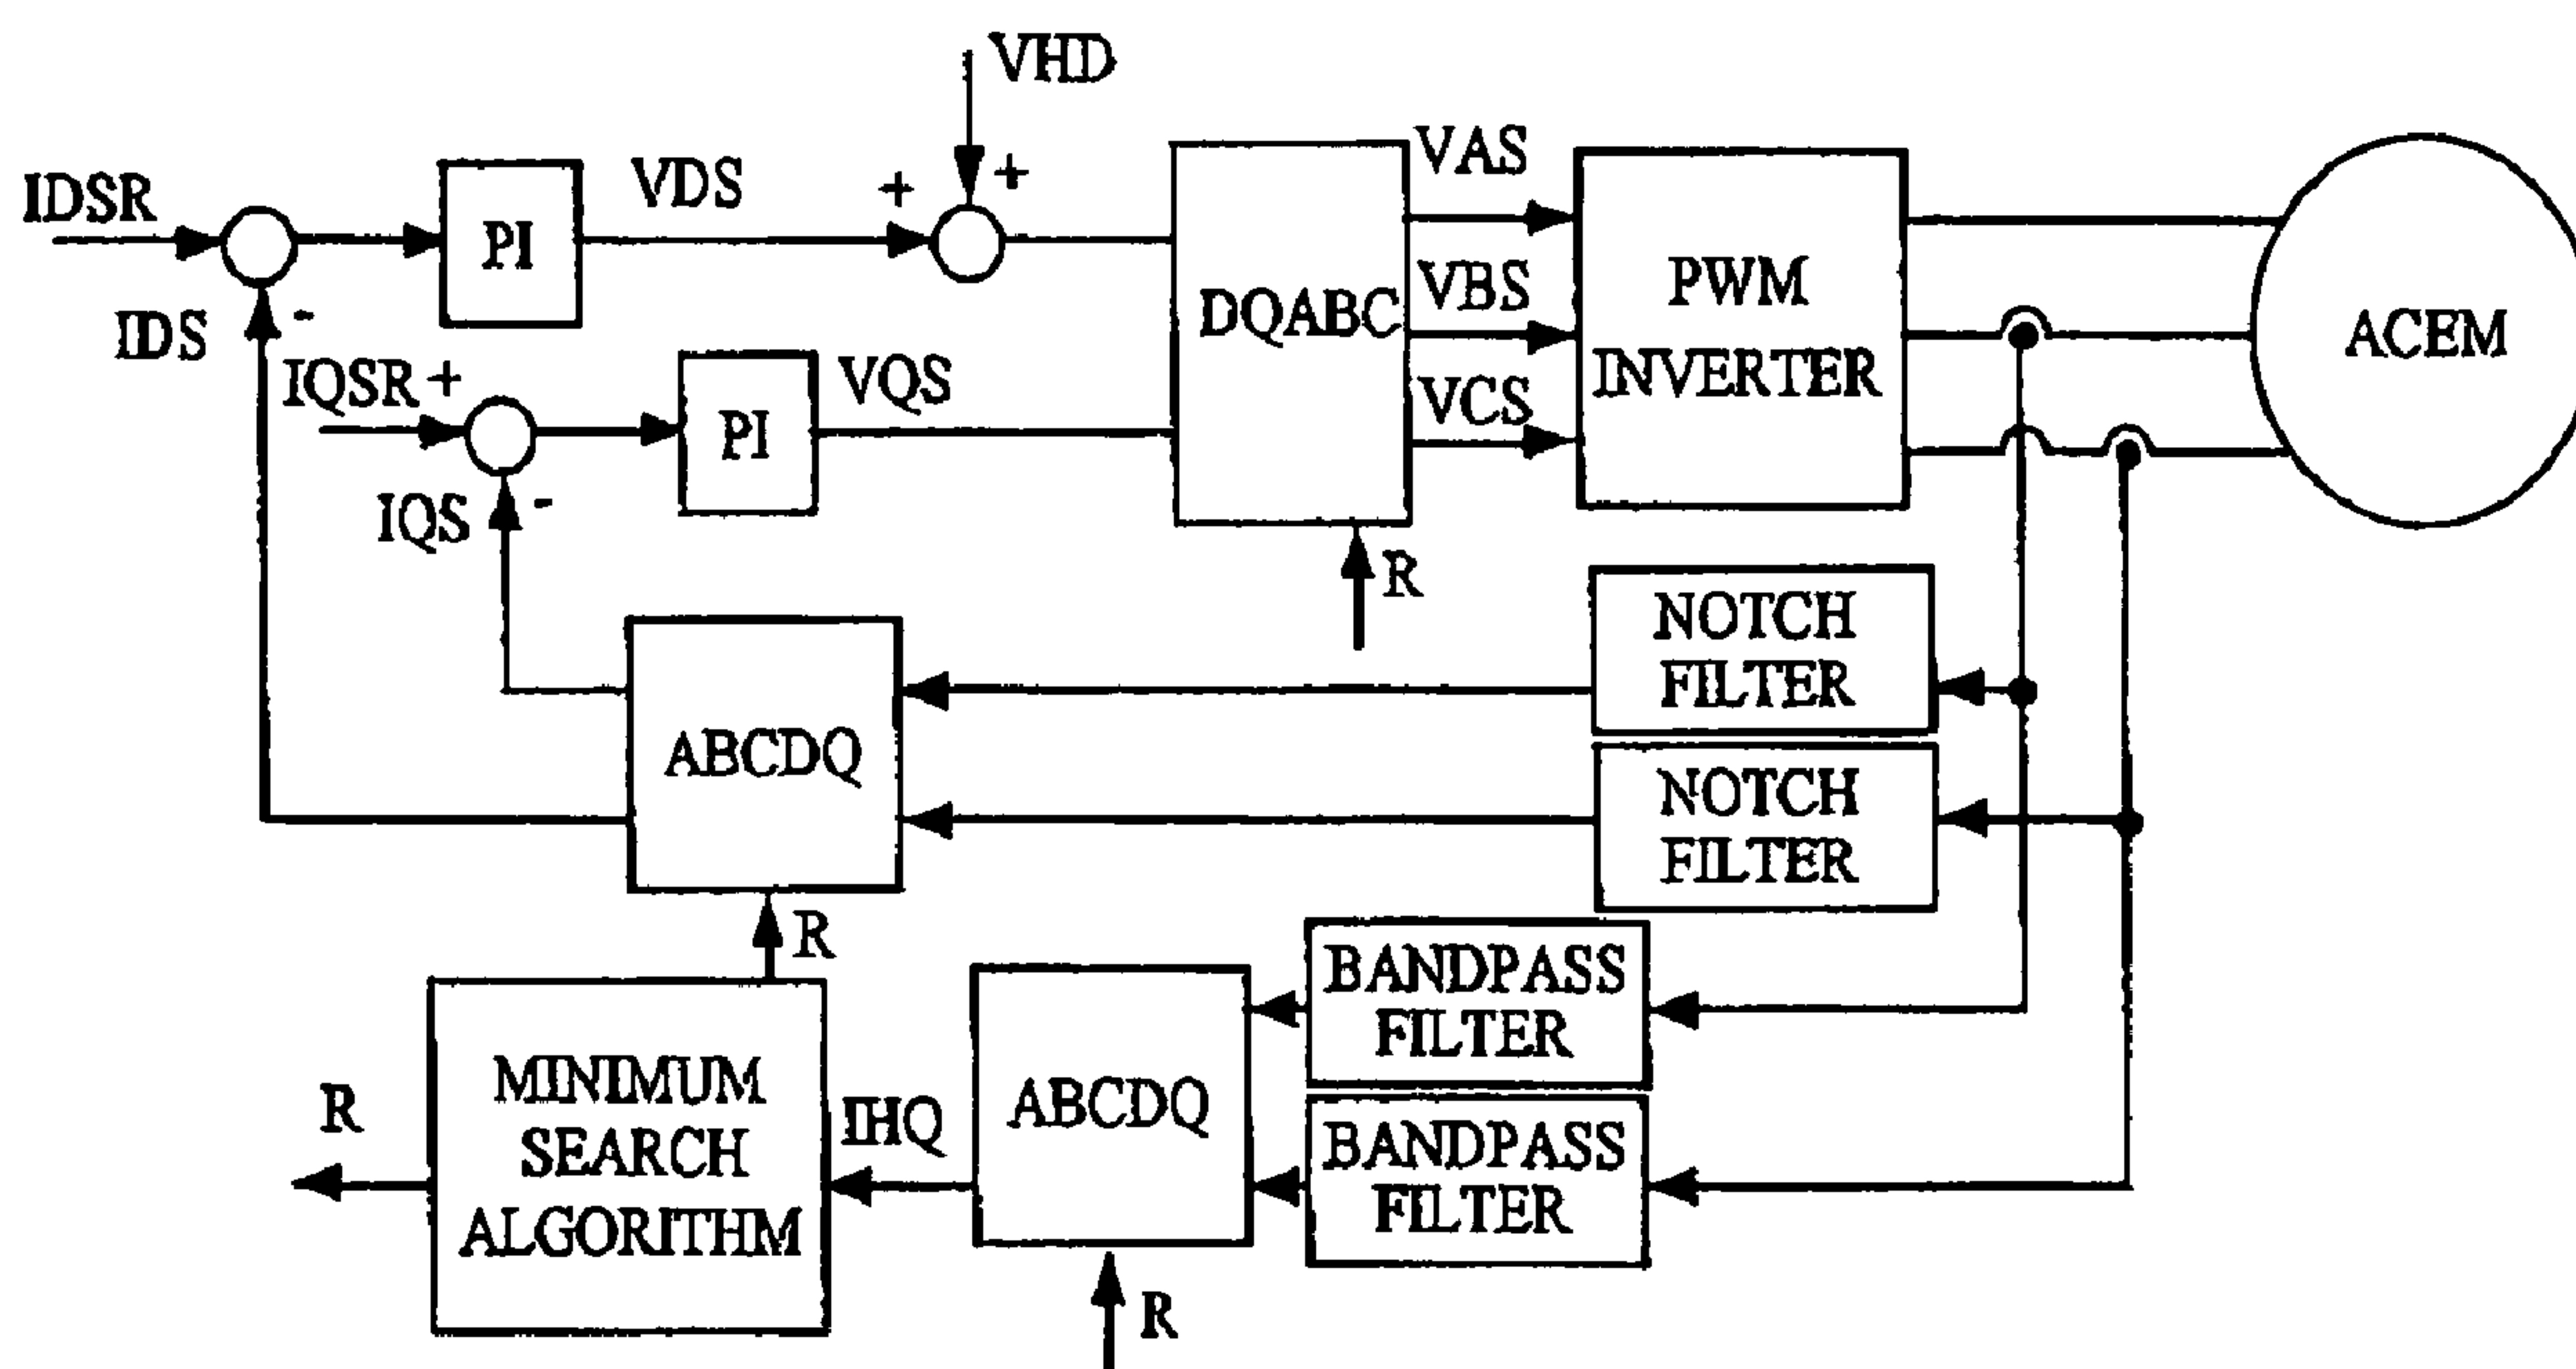 VHD
IDSR
PI
VDS
+
+
IDS
-
IQSR +
PI
VQS
IQS
-
DQABC
VAS
VBS
VCS
PWM
INVERTER
ACEM
R
NOTCH
FILTER
NOTCH
FILTER
ABCDQ
R
BANDPASS
FILTER
BANDPASS
FILTER
ABCDQ
R
IHQ
MINIMUM
SEARCH
ALGORITHM
R